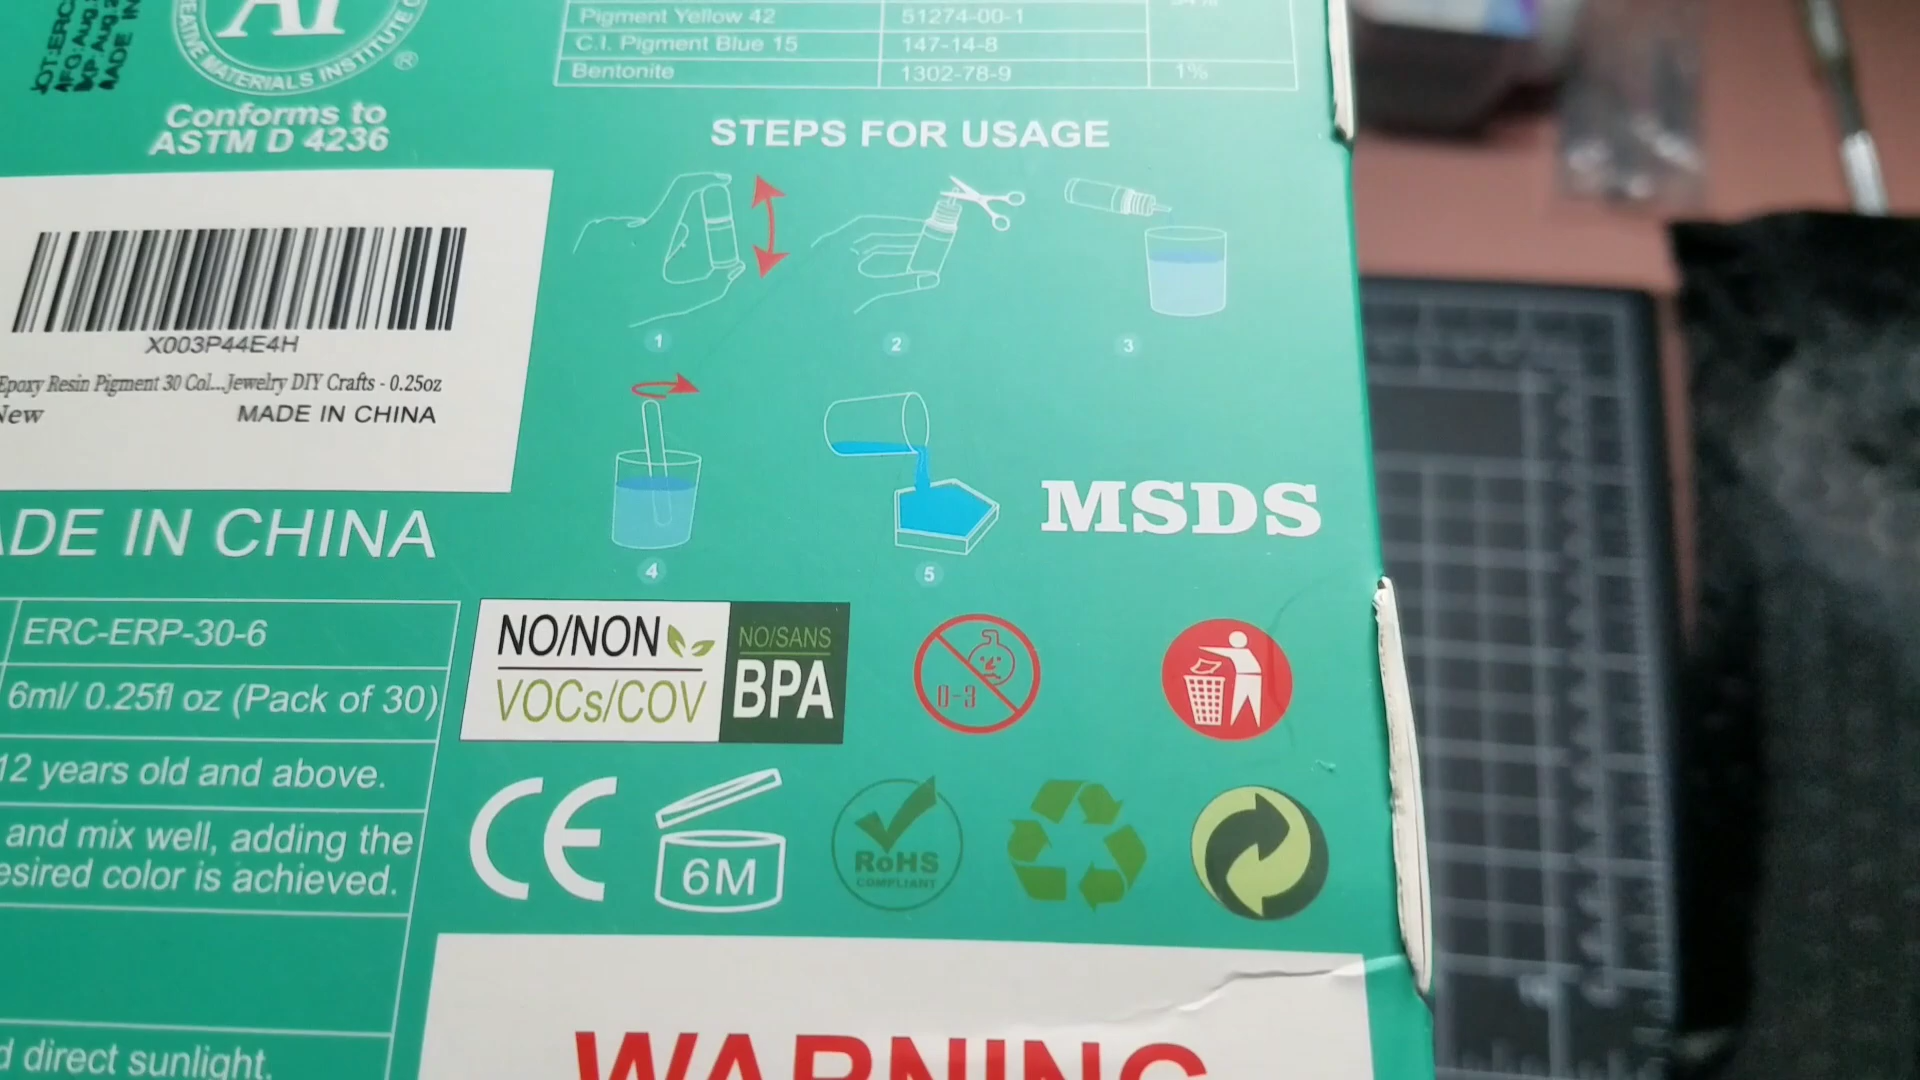 Pigment Yellow 42 51274-00-1
C.I. Pigment Blue 15 147-14-8
Bentonite 1302-78-9 1%
MATERIALS INSTITUTE
®
Conforms to
ASTM D 4236
STEPS FOR USAGE
X003P44E4H
Epoxy Resin Pigment 30 Col...Jewelry DIY Crafts - 0.25oz
New MADE IN CHINA
1
2
3
4
5
MSDS
MADE IN CHINA
ERC-ERP-30-6
6ml/ 0.25fl oz (Pack of 30)
12 years old and above.
and mix well, adding the
desired color is achieved.
direct sunlight.
NO/NON
VOCs/COV
NO/SANS
BPA
0-3
CE
6M
RoHS
COMPLIANT
WARNING